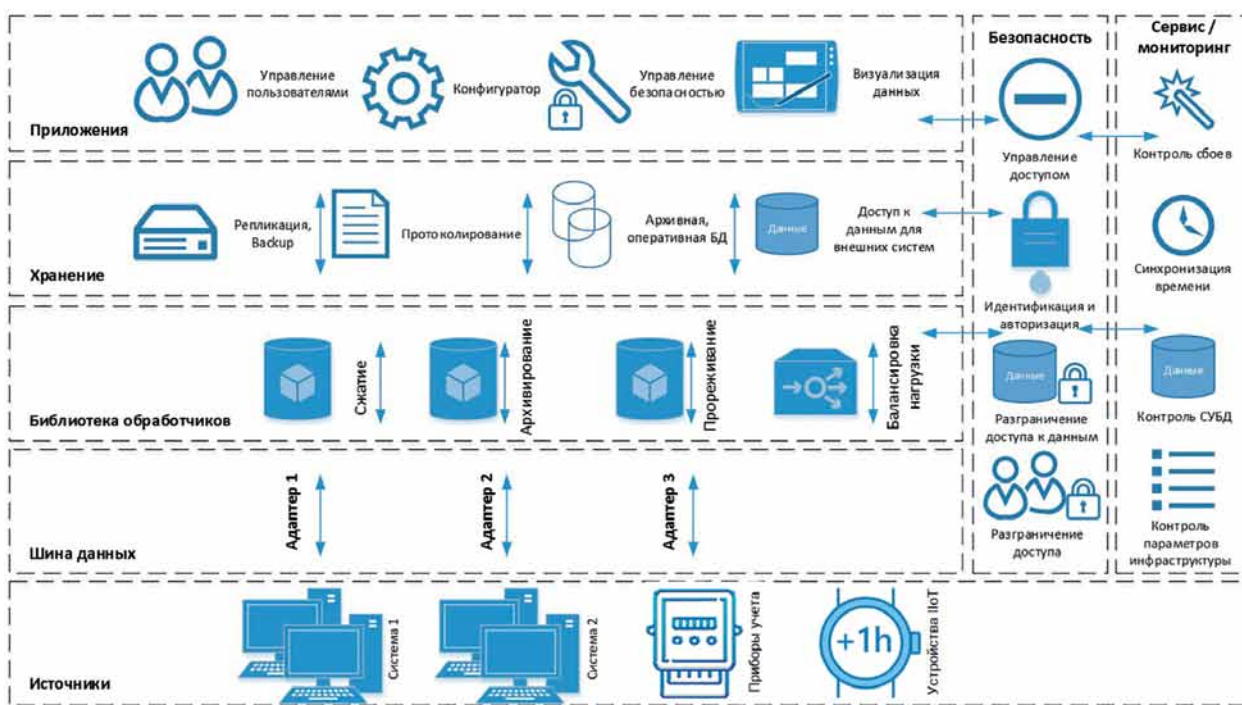 Управление
пользователями
Конфигуратор
Управление
безопасностью
Визуализация
данных
Приложения
Репликация,
Backup
Протоколирование
Архивная,
оперативная БД
Данные
Доступ к
данным для
внешних систем
Хранение
Сжатие
Архивирование
Прореживание
Балансировка
нагрузки
Библиотека обработчиков
Адаптер 1
Адаптер 2
Адаптер 3
Шина данных
Система 1
Система 2
Приборы учета
+1h
Устройства IIoT
Источники
Безопасность
Управление
доступом
Идентификация и
авторизация
Данные
Разграничение
доступа к данным
Разграничение
доступа
Сервис /
мониторинг
Контроль сбоев
Синхронизация
времени
Данные
Контроль СУБД
Контроль
параметров
инфраструктуры